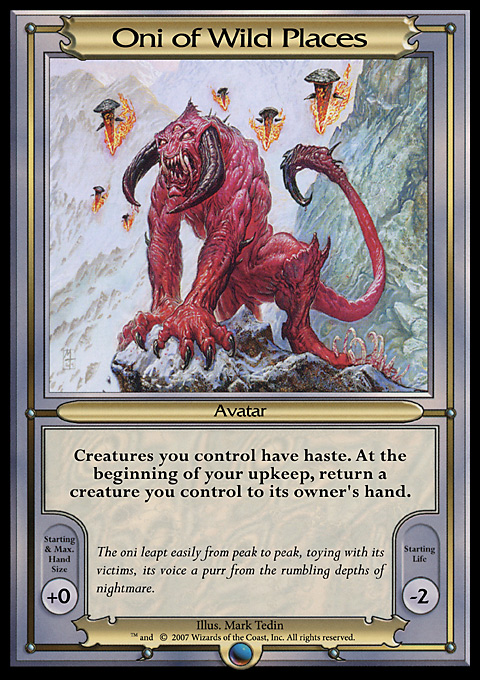 Oni of Wild Places
Avatar
Creatures you control have haste. At the
beginning of your upkeep, return a
creature you control to its owner's hand.
Starting
& Max.
Hand
Size
+0
The oni leapt easily from peak to peak, toying with its
victims, its voice a purr from the rumbling depths of
nightmare.
Starting
Life
-2
Illus. Mark Tedin
™ and © 2007 Wizards of the Coast, Inc. All rights reserved.